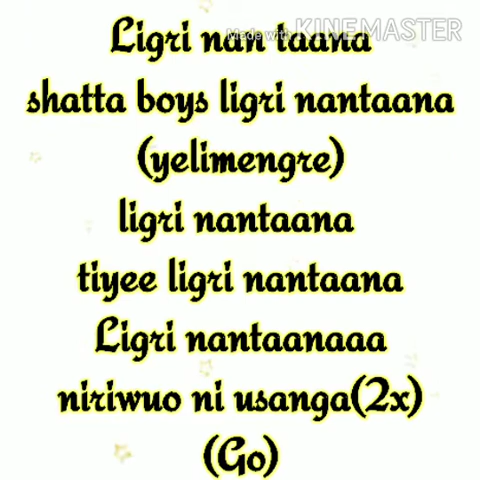 Ligri nan taana
Made with KINEMASTER
shatta boys ligri nantaana
(yelimengre)
ligri nantaana
tiyee ligri nantaana
Ligri nantaanaaa
niriwuo ni usanga(2x)
(Go)